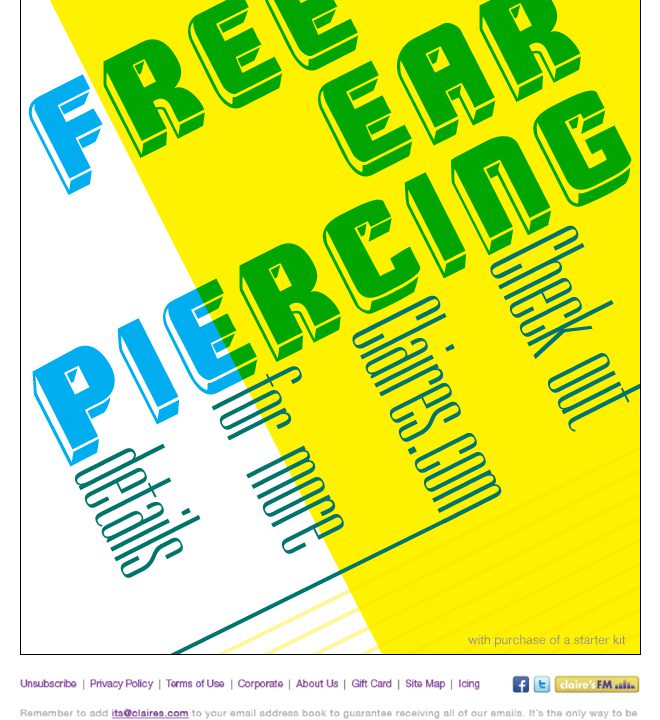 FREE
EAR
PIERCING
Check out
Claires.com
for more
details
with purchase of a starter kit
Unsubscribe | Privacy Policy | Terms of Use | Corporate | About Us | Gift Card | Site Map | Icing
claire'sFM
Remember to add its@claires.com to your email address book to guarantee receiving all of our emails. It's the only way to be